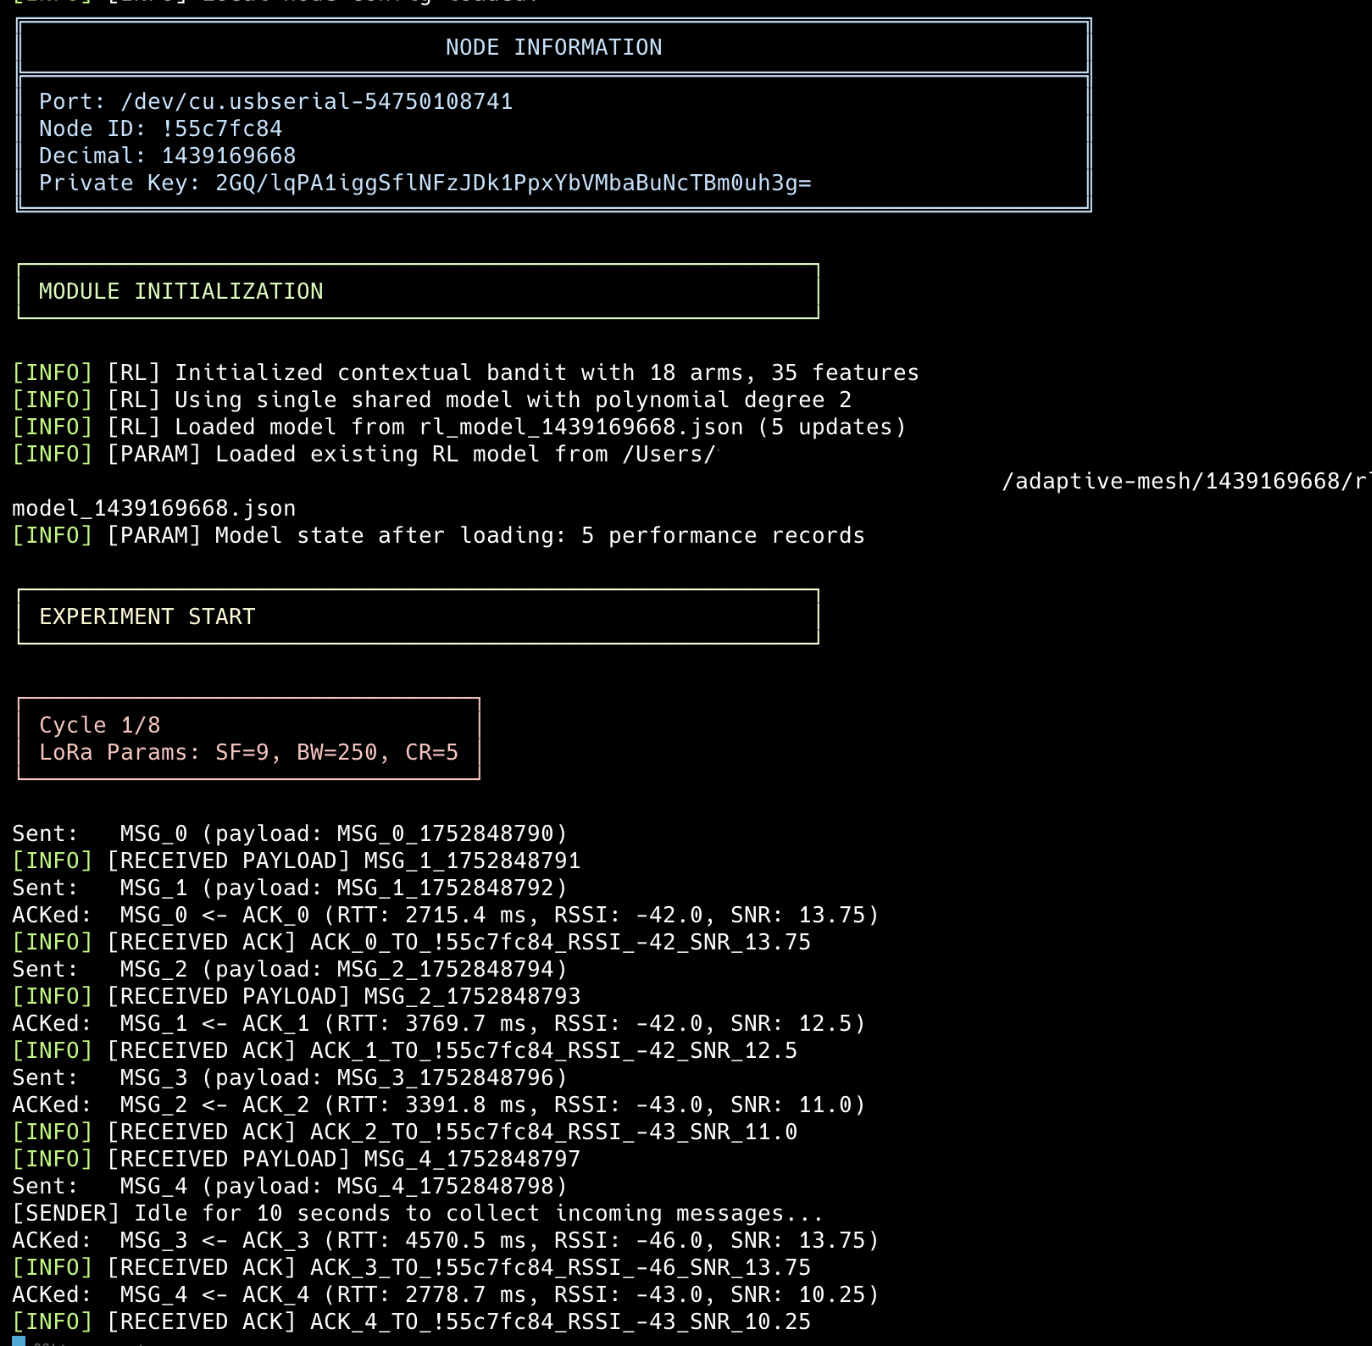 [INFO] [INFO] Local node config loaded.
NODE INFORMATION
Port: /dev/cu.usbserial-54750108741
Node ID: !55c7fc84
Decimal: 1439169668
Private Key: 2GQ/lqPA1iggSflNFzJDk1PpxYbVMbaBuNcTBm0uh3g=
MODULE INITIALIZATION
[INFO] [RL] Initialized contextual bandit with 18 arms, 35 features
[INFO] [RL] Using single shared model with polynomial degree 2
[INFO] [RL] Loaded model from rl_model_1439169668.json (5 updates)
[INFO] [PARAM] Loaded existing RL model from /Users/
/adaptive-mesh/1439169668/rl
model_1439169668.json
[INFO] [PARAM] Model state after loading: 5 performance records
EXPERIMENT START
Cycle 1/8
LoRa Params: SF=9, BW=250, CR=5
Sent:   MSG_0 (payload: MSG_0_1752848790)
[INFO] [RECEIVED PAYLOAD] MSG_1_1752848791
Sent:   MSG_1 (payload: MSG_1_1752848792)
ACKed:  MSG_0 <- ACK_0 (RTT: 2715.4 ms, RSSI: -42.0, SNR: 13.75)
[INFO] [RECEIVED ACK] ACK_0_TO_!55c7fc84_RSSI_-42_SNR_13.75
Sent:   MSG_2 (payload: MSG_2_1752848794)
[INFO] [RECEIVED PAYLOAD] MSG_2_1752848793
ACKed:  MSG_1 <- ACK_1 (RTT: 3769.7 ms, RSSI: -42.0, SNR: 12.5)
[INFO] [RECEIVED ACK] ACK_1_TO_!55c7fc84_RSSI_-42_SNR_12.5
Sent:   MSG_3 (payload: MSG_3_1752848796)
ACKed:  MSG_2 <- ACK_2 (RTT: 3391.8 ms, RSSI: -43.0, SNR: 11.0)
[INFO] [RECEIVED ACK] ACK_2_TO_!55c7fc84_RSSI_-43_SNR_11.0
[INFO] [RECEIVED PAYLOAD] MSG_4_1752848797
Sent:   MSG_4 (payload: MSG_4_1752848798)
[SENDER] Idle for 10 seconds to collect incoming messages...
ACKed:  MSG_3 <- ACK_3 (RTT: 4570.5 ms, RSSI: -46.0, SNR: 13.75)
[INFO] [RECEIVED ACK] ACK_3_TO_!55c7fc84_RSSI_-46_SNR_13.75
ACKed:  MSG_4 <- ACK_4 (RTT: 2778.7 ms, RSSI: -43.0, SNR: 10.25)
[INFO] [RECEIVED ACK] ACK_4_TO_!55c7fc84_RSSI_-43_SNR_10.25